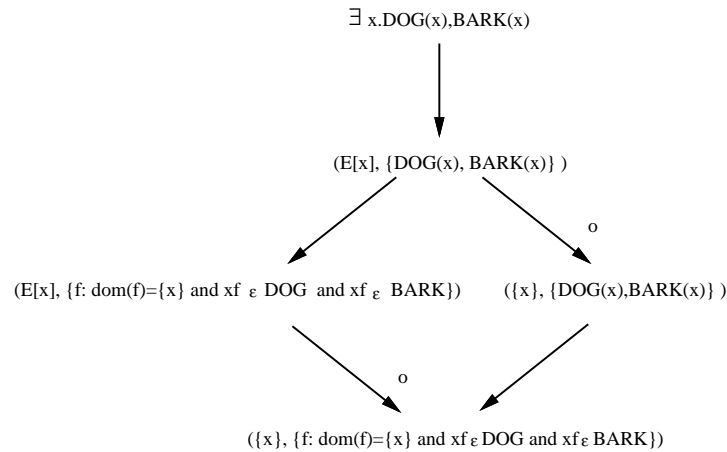 ∃ x.DOG(x),BARK(x)
(E[x], {DOG(x), BARK(x)} )
o
(E[x], {f: dom(f)={x} and xf ε DOG and xf ε BARK})
({x}, {DOG(x),BARK(x)} )
o
({x}, {f: dom(f)={x} and xf ε DOG and xf ε BARK})